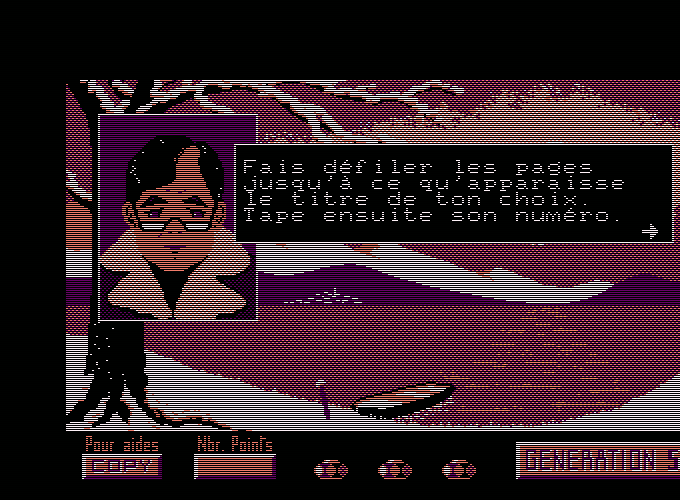 Fais défiler les pages
jusqu'à ce qu'apparaisse
le titre de ton choix.
Tape ensuite son numéro.
Pour aides
Nbr. Points
COPY
GENERATION 5